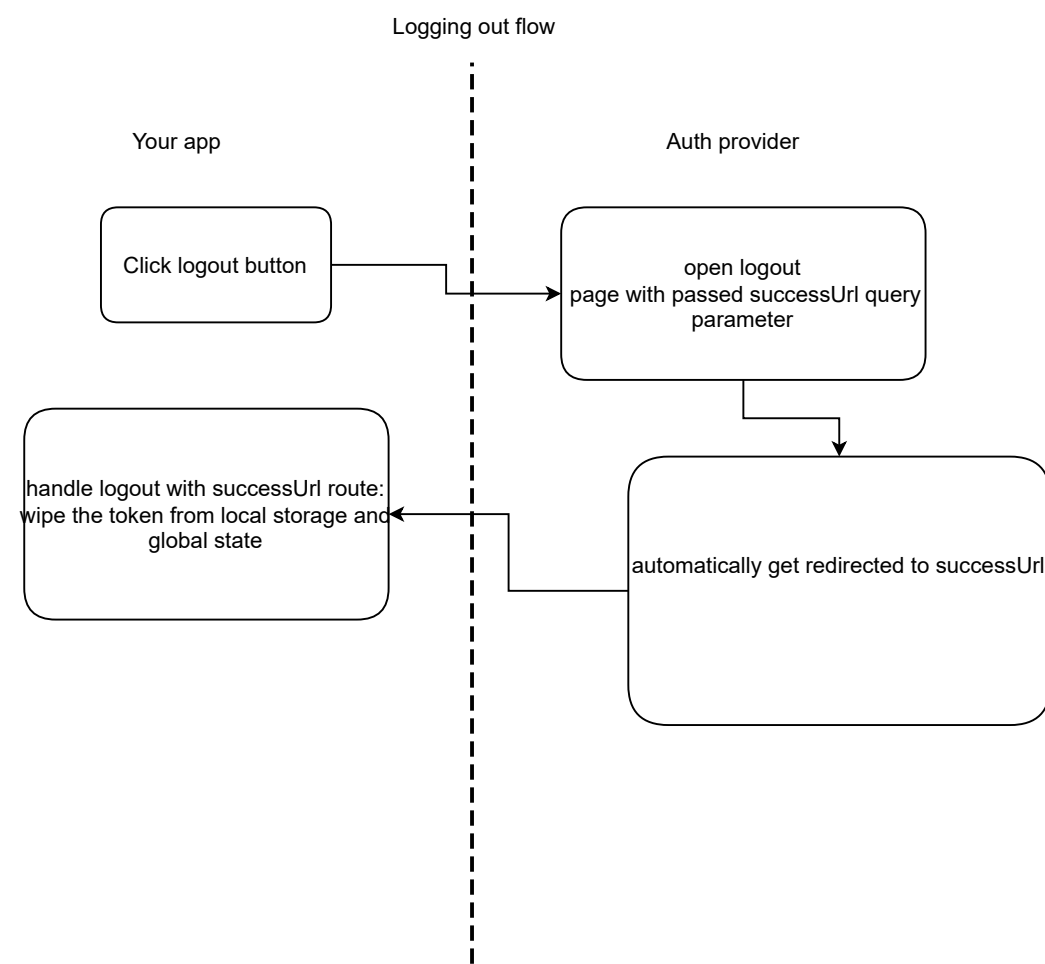 Logging out flow
Your app
Auth provider
Click logout button
open logout
page with passed successUrl query
parameter
handle logout with successUrl route:
wipe the token from local storage and
global state
automatically get redirected to successUrl